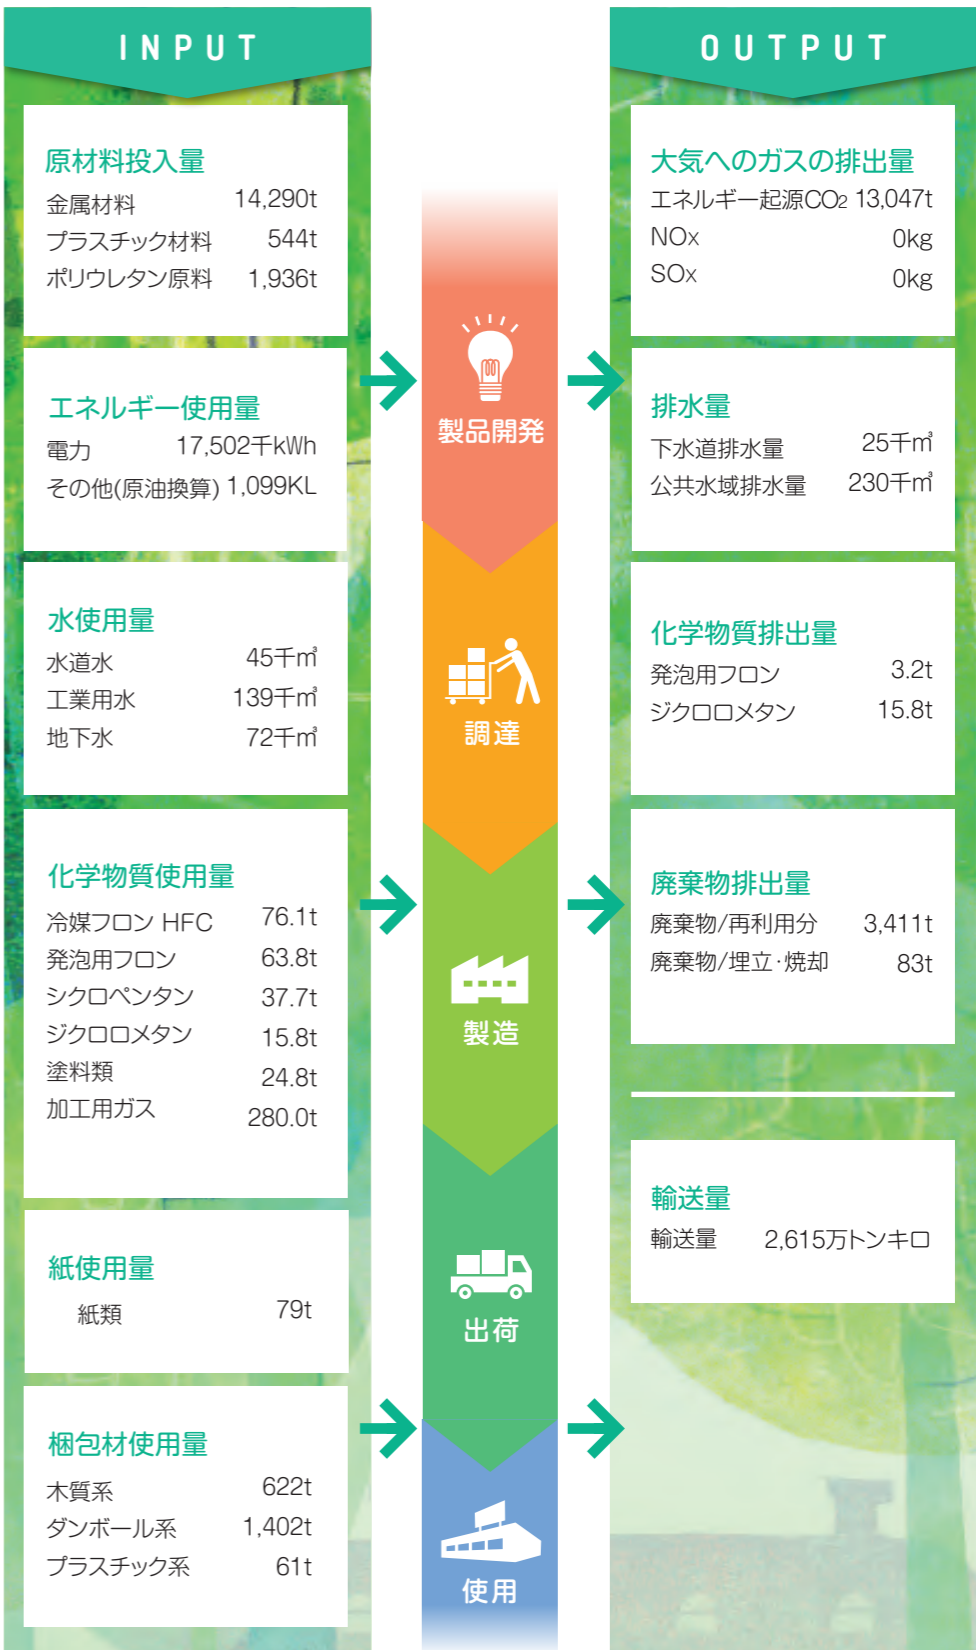 INPUT
原材料投入量
金属材料 14,290t
プラスチック材料 544t
ポリウレタン原料 1,936t
エネルギー使用量
電力 17,502千kWh
その他(原油換算) 1,099KL
水使用量
水道水 45千㎥
工業用水 139千㎥
地下水 72千㎥
化学物質使用量
冷媒フロン HFC 76.1t
発泡用フロン 63.8t
シクロペンタン 37.7t
ジクロロメタン 15.8t
塗料類 24.8t
加工用ガス 280.0t
紙使用量
紙類 79t
梱包材使用量
木質系 622t
ダンボール系 1,402t
プラスチック系 61t
製品開発
調達
製造
出荷
使用
OUTPUT
大気へのガスの排出量
エネルギー起源CO2 13,047t
NOx 0kg
SOx 0kg
排水量
下水道排水量 25千㎥
公共水域排水量 230千㎥
化学物質排出量
発泡用フロン 3.2t
ジクロロメタン 15.8t
廃棄物排出量
廃棄物/再利用分 3,411t
廃棄物/埋立・焼却 83t
輸送量
輸送量 2,615万トンキロ